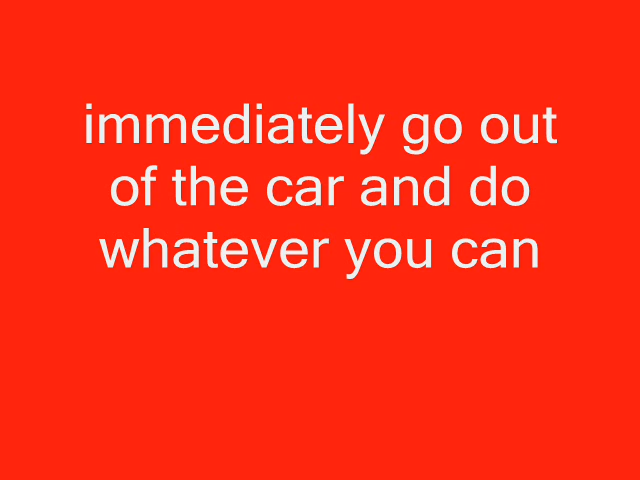 immediately go out
of the car and do
whatever you can